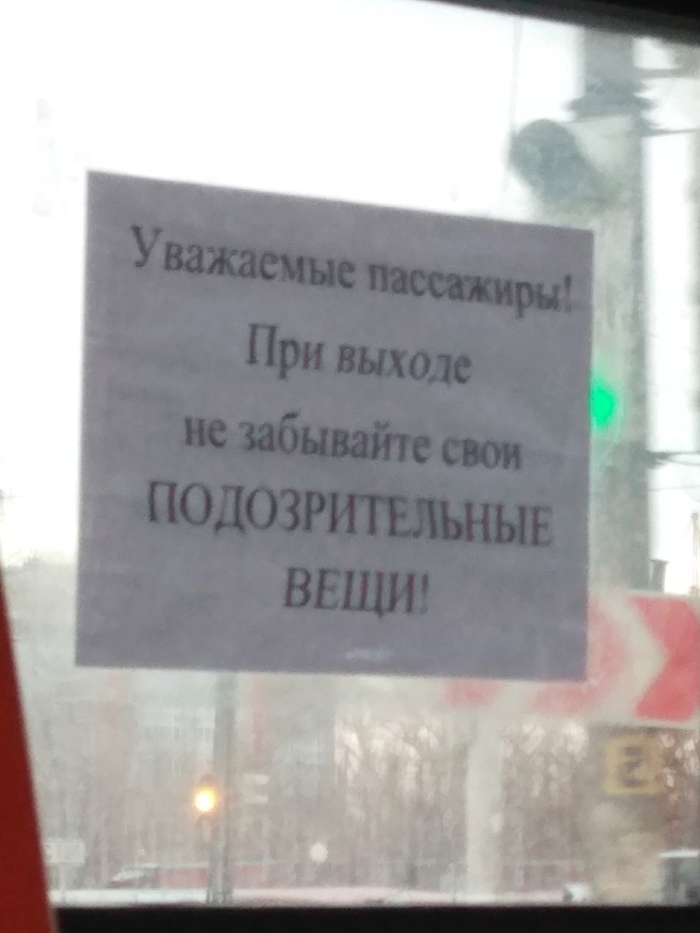 Уважаемые пассажиры!
При выходе
не забывайте свои
ПОДОЗРИТЕЛЬНЫЕ
ВЕЩИ!